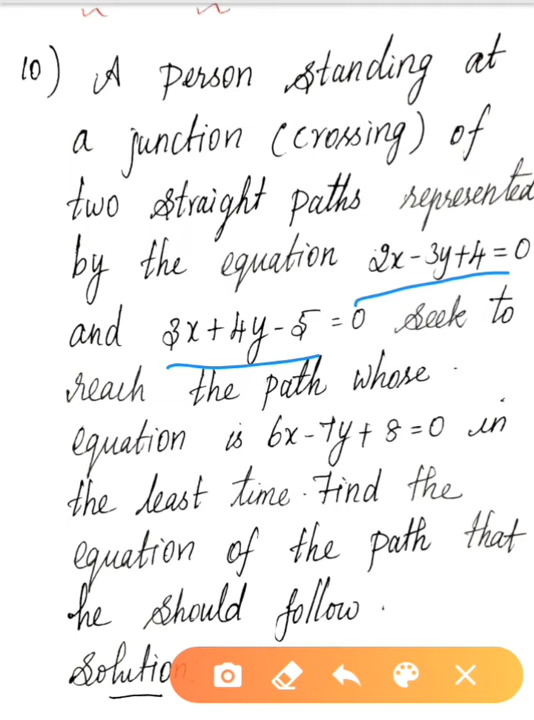 10) A person standing at
a junction (crossing) of
two straight paths represented
by the equation 2x-3y+4=0
and 3x+4y-5=0 seek to
reach the path whose
equation is 6x-7y+8=0 in
the least time. Find the
equation of the path that
he should follow.
Solution